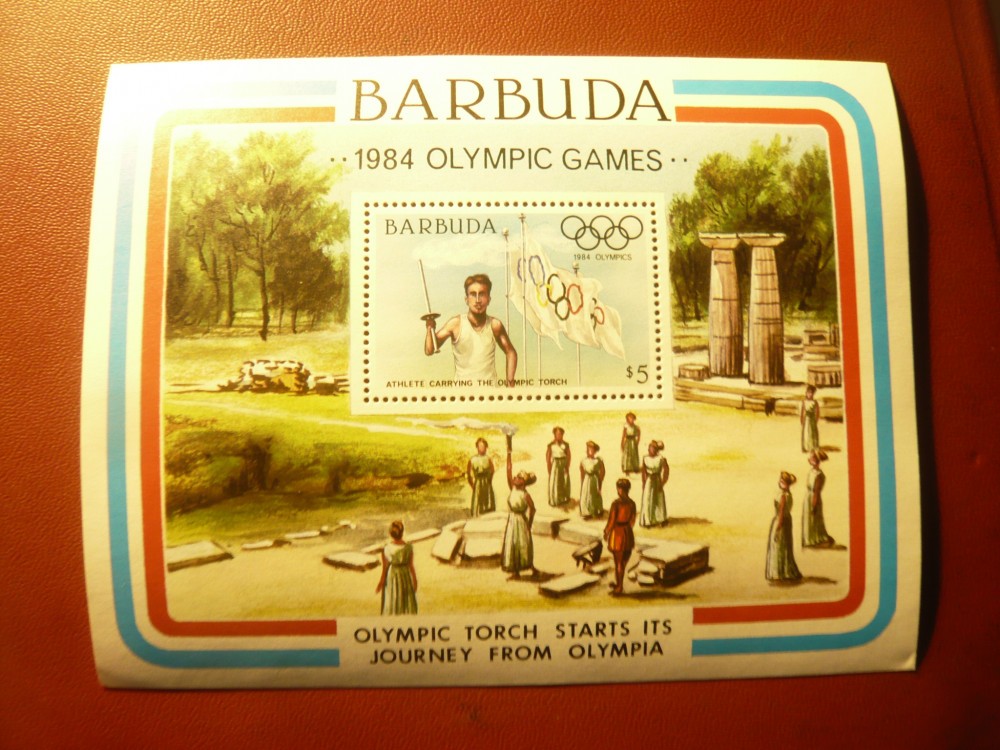 BARBUDA
··1984 OLYMPIC GAMES··
BARBUDA
1984 OLYMPICS
ATHLETE CARRYING THE OLYMPIC TORCH
$5
OLYMPIC TORCH STARTS ITS
JOURNEY FROM OLYMPIA